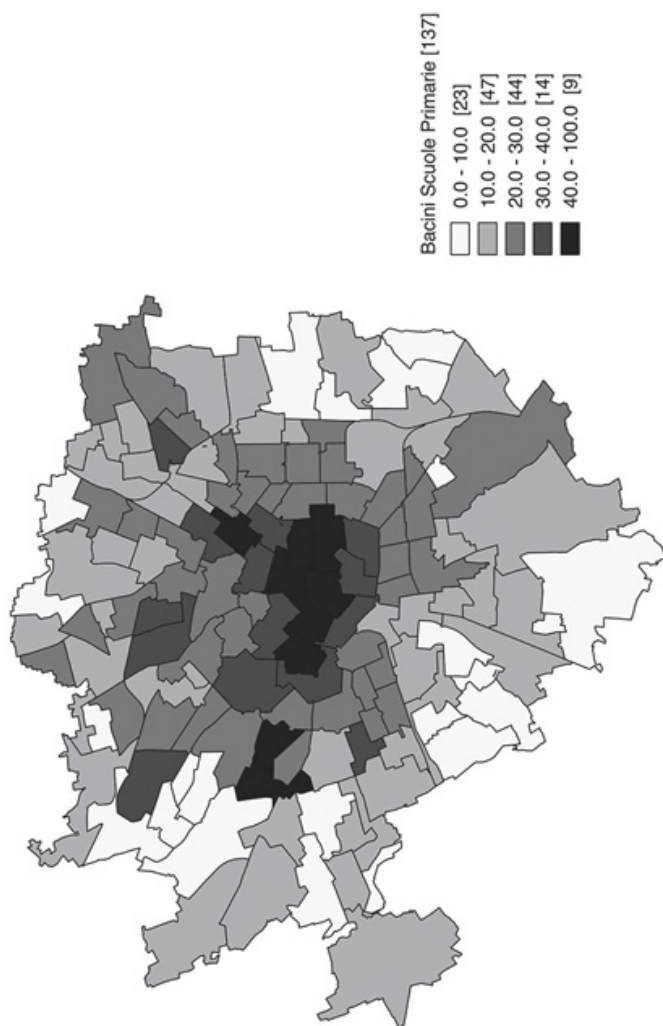 Bacini Scuole Primarie [137]
0.0 - 10.0 [23]
10.0 - 20.0 [47]
20.0 - 30.0 [44]
30.0 - 40.0 [14]
40.0 - 100.0 [9]